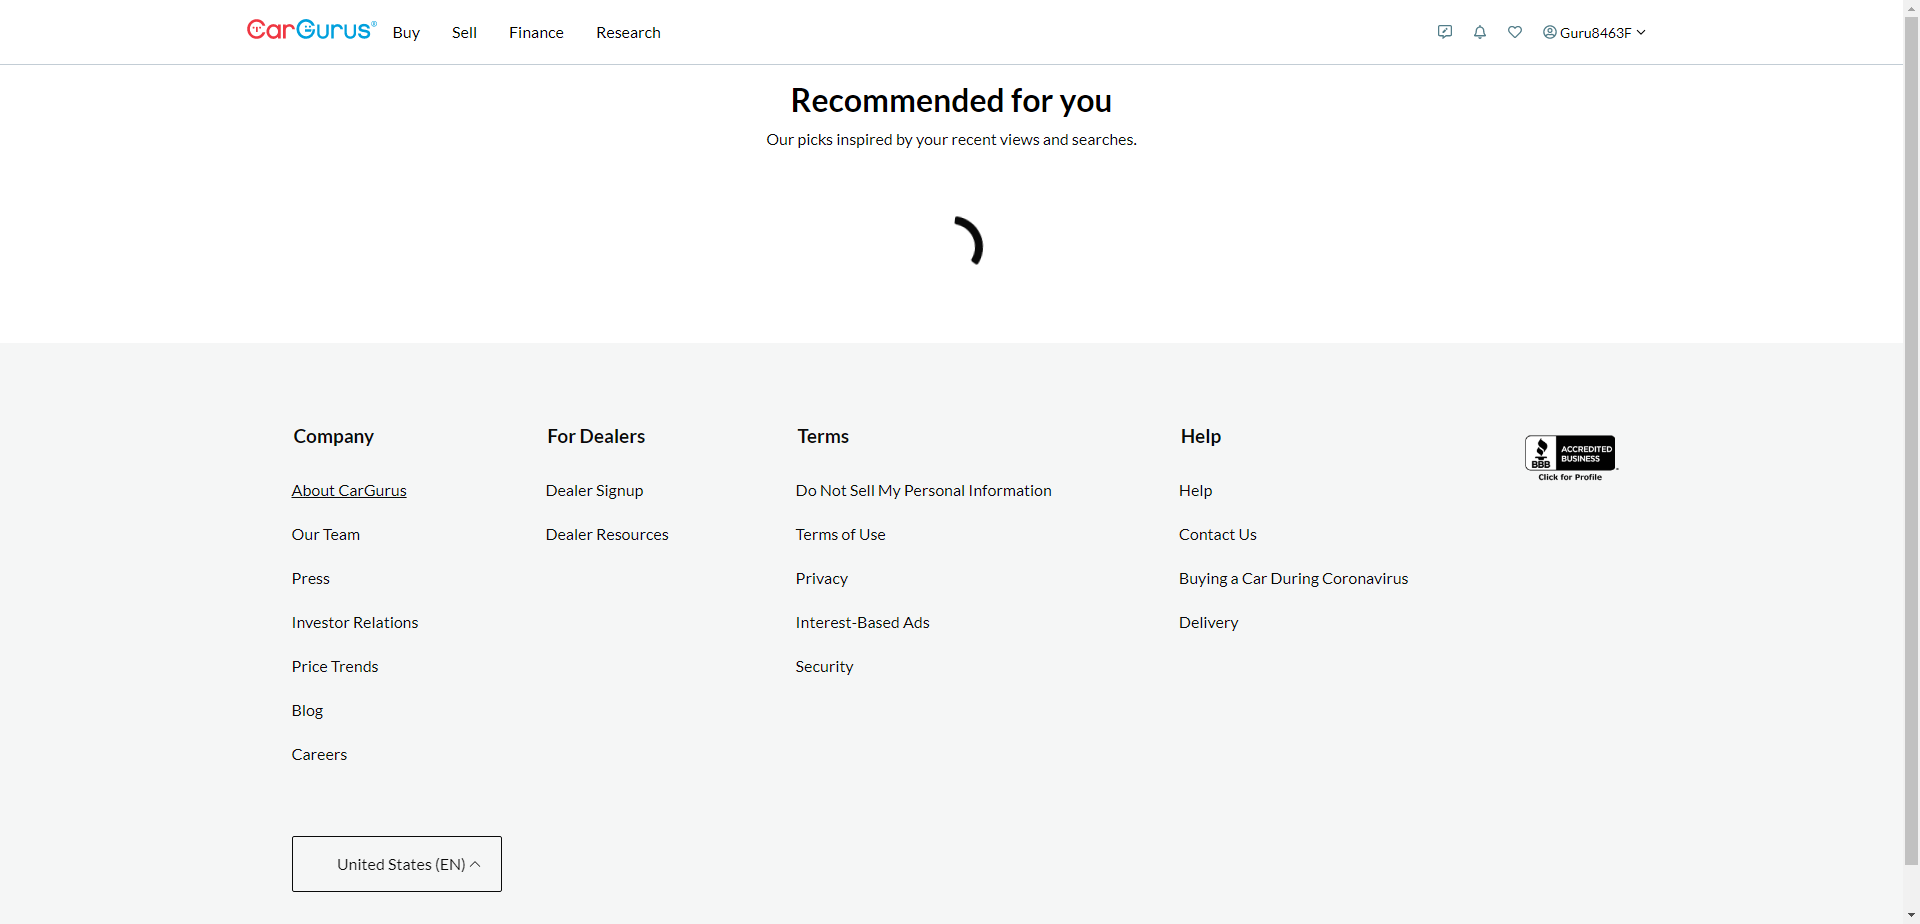 CarGurus®
Buy
Sell
Finance
Research
Guru8463F
Recommended for you
Our picks inspired by your recent views and searches.
Company
About CarGurus
Our Team
Press
Investor Relations
Price Trends
Blog
Careers
For Dealers
Dealer Signup
Dealer Resources
Terms
Do Not Sell My Personal Information
Terms of Use
Privacy
Interest-Based Ads
Security
Help
Help
Contact Us
Buying a Car During Coronavirus
Delivery
BBB
ACCREDITED
BUSINESS
Click for Profile
United States (EN)